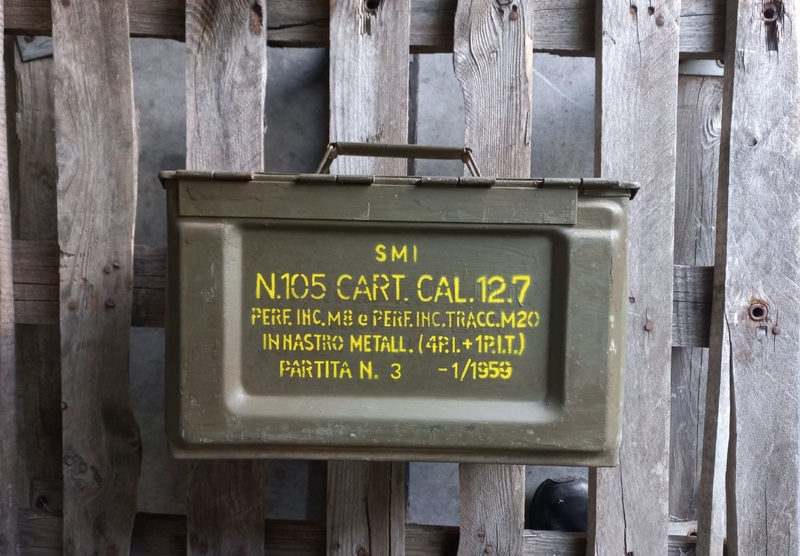 SMI
N.105 CART. CAL.12.7
PERF. INC.M8 e PERF.INC.TRACC.M20
IN NASTRO METALL. (4P.I.+1P.I.T.)
PARTITA N. 3 -1/1959